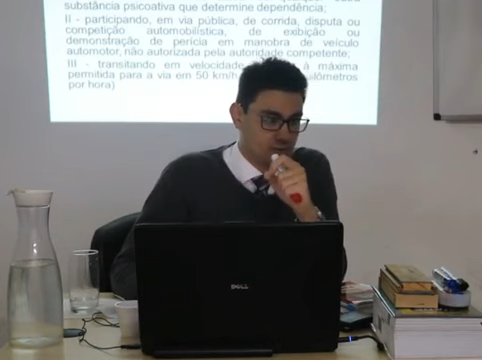 substância psicoativa que determine dependência;
II - participando, em via pública, de corrida, disputa ou
competição automobilística, de exibição ou
demonstração de perícia em manobra de veículo
automotor, não autorizada pela autoridade competente;
III - transitando em velocidade à máxima
permitida para a via em 50 km/h
por hora)
DELL